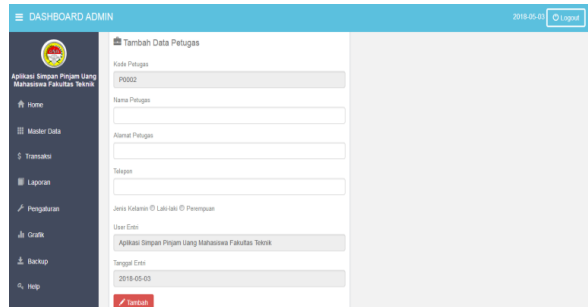 DASHBOARD ADMIN
2018-05-03
Logout
Aplikasi Simpan Pinjam Uang
Mahasiswa Fakultas Teknik
Home
Master Data
Transaksi
Laporan
Pengaturan
Grafik
Backup
Help
Tambah Data Petugas
Kode Petugas
P0002
Nama Petugas
Alamat Petugas
Telepon
Jenis Kelamin Laki-laki Perempuan
User Entri
Aplikasi Simpan Pinjam Uang Mahasiswa Fakultas Teknik
Tanggal Entri
2018-05-03
Tambah